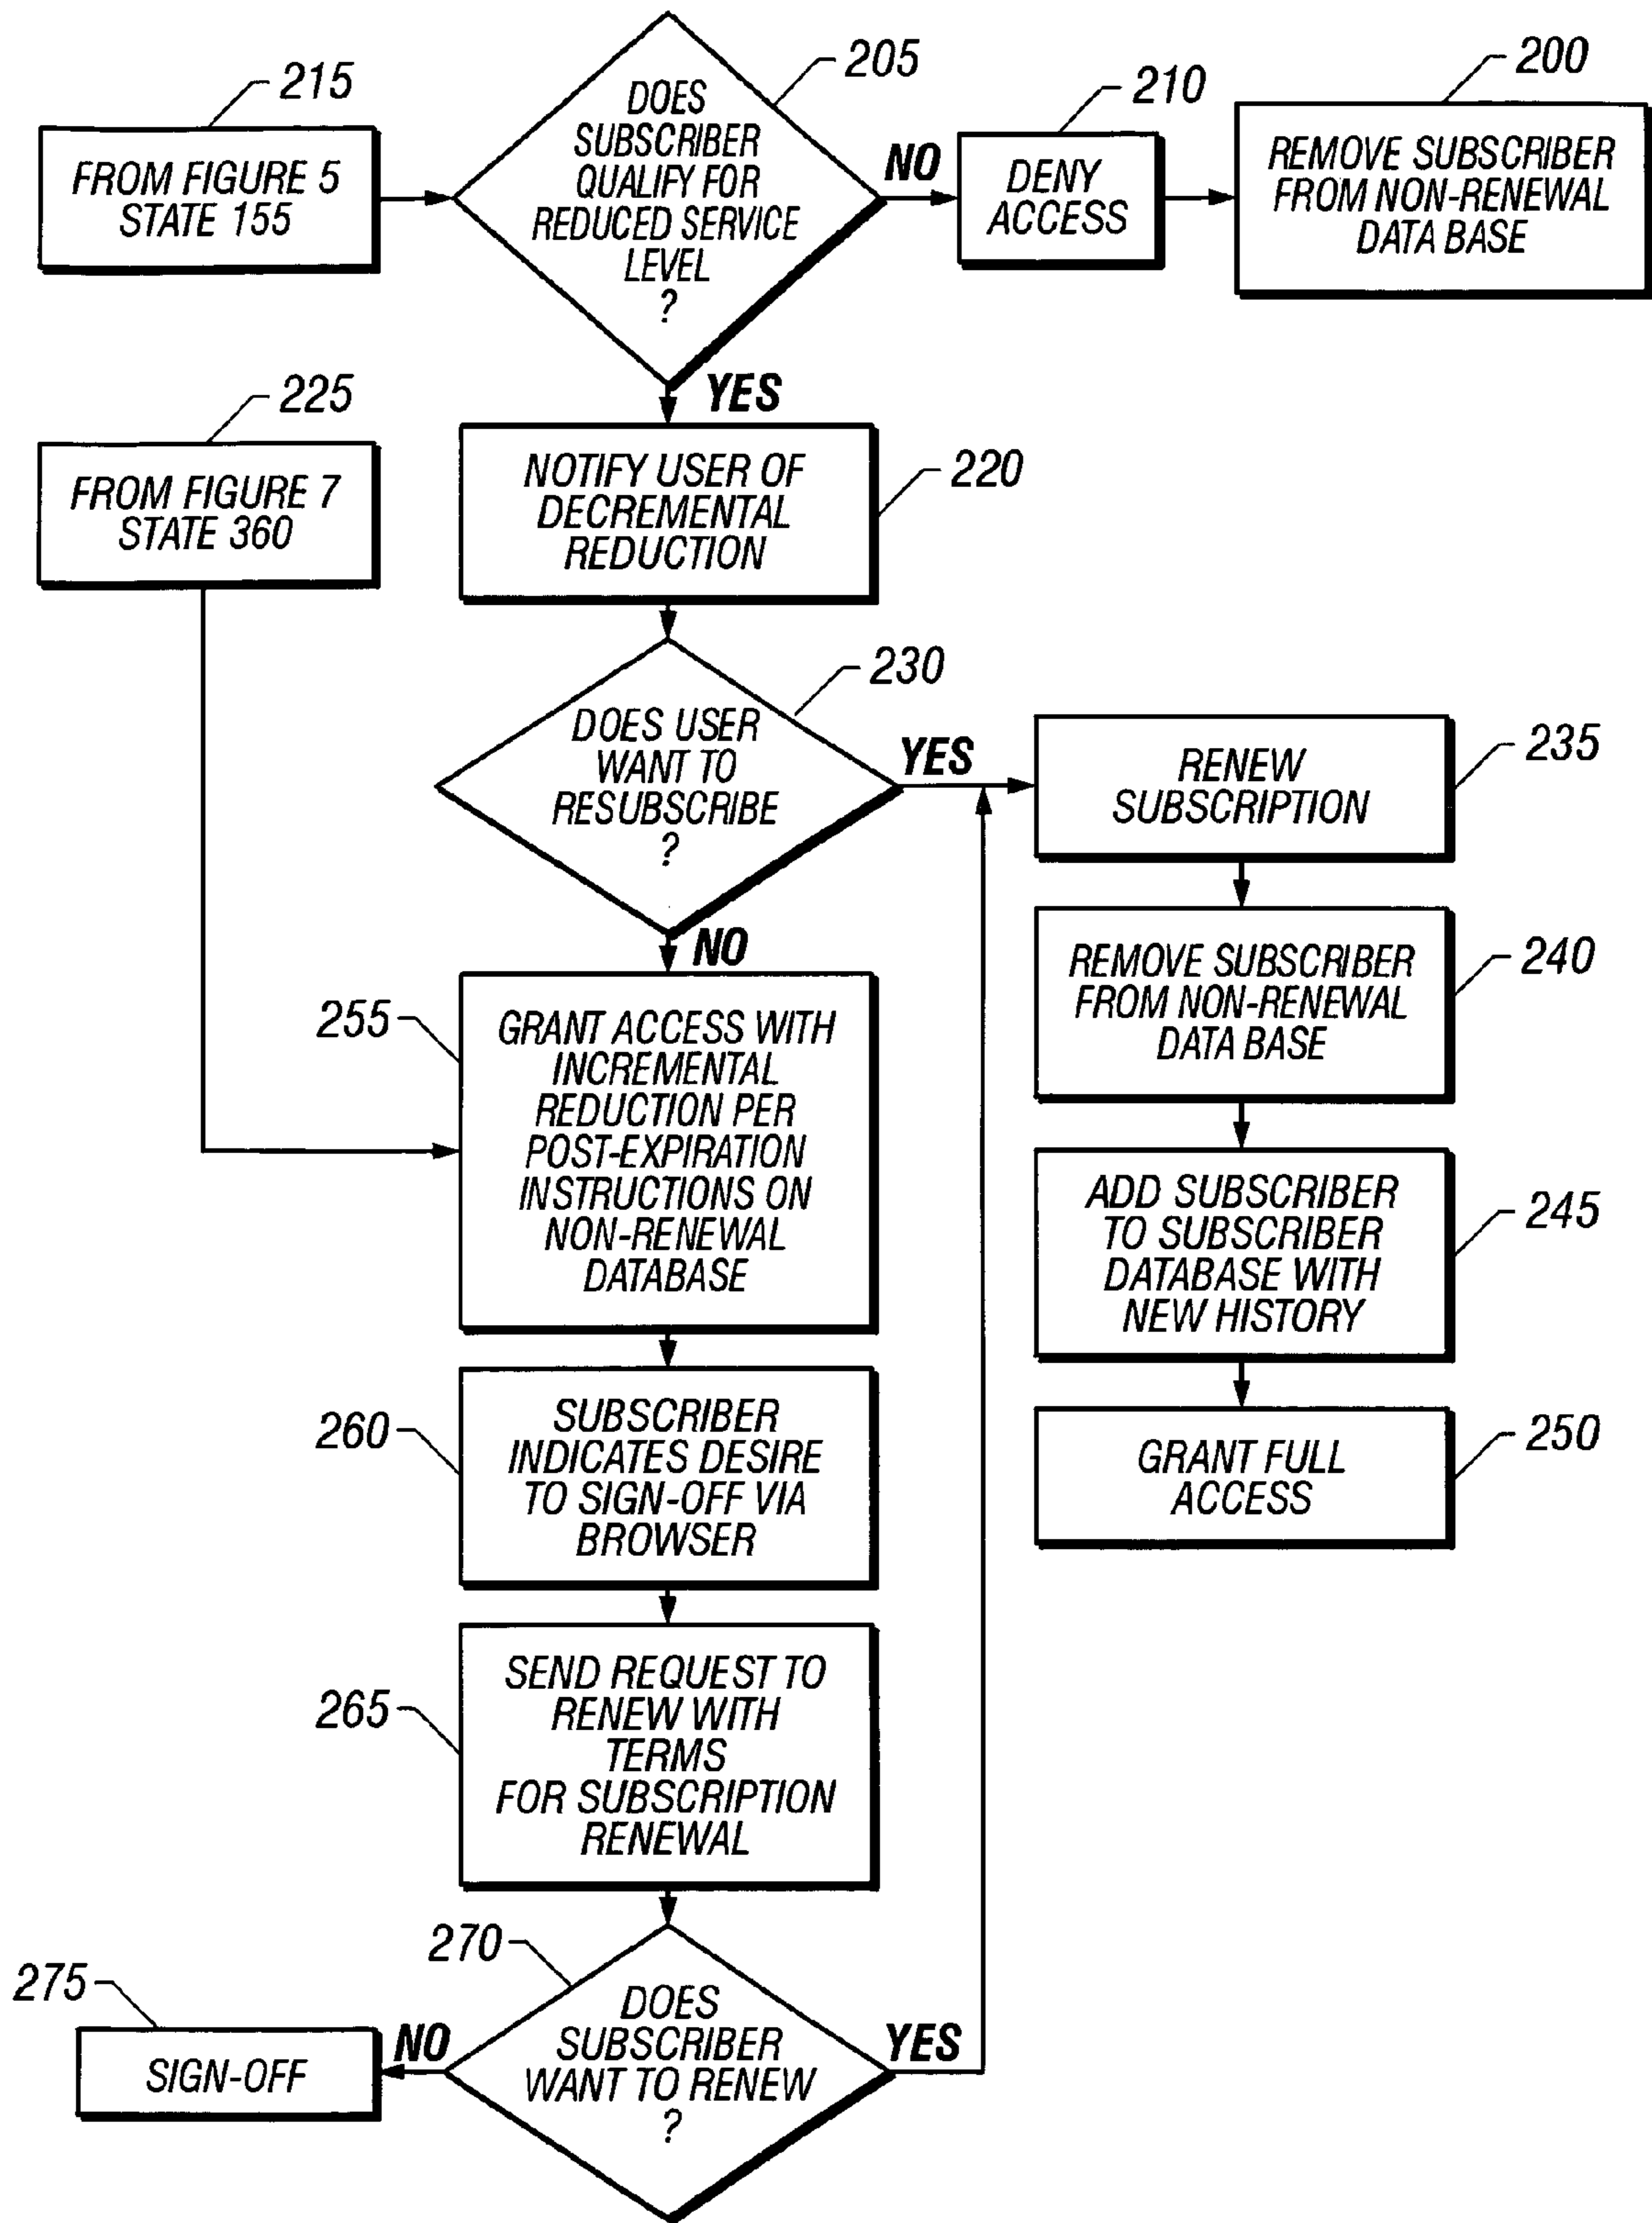 215
FROM FIGURE 5
STATE 155
205
DOES
SUBSCRIBER
QUALIFY FOR
REDUCED SERVICE
LEVEL
?
NO
210
DENY
ACCESS
200
REMOVE SUBSCRIBER
FROM NON-RENEWAL
DATA BASE
YES
225
FROM FIGURE 7
STATE 360
NOTIFY USER OF
DECREMENTAL
REDUCTION
220
230
DOES USER
WANT TO
RESUBSCRIBE
?
YES
RENEW
SUBSCRIPTION
235
NO
REMOVE SUBSCRIBER
FROM NON-RENEWAL
DATA BASE
240
255
GRANT ACCESS WITH
INCREMENTAL
REDUCTION PER
POST-EXPIRATION
INSTRUCTIONS ON
NON-RENEWAL
DATABASE
ADD SUBSCRIBER
TO SUBSCRIBER
DATABASE WITH
NEW HISTORY
245
260
SUBSCRIBER
INDICATES DESIRE
TO SIGN-OFF VIA
BROWSER
GRANT FULL
ACCESS
250
265
SEND REQUEST TO
RENEW WITH
TERMS
FOR SUBSCRIPTION
RENEWAL
270
DOES
SUBSCRIBER
WANT TO RENEW
?
YES
NO
275
SIGN-OFF